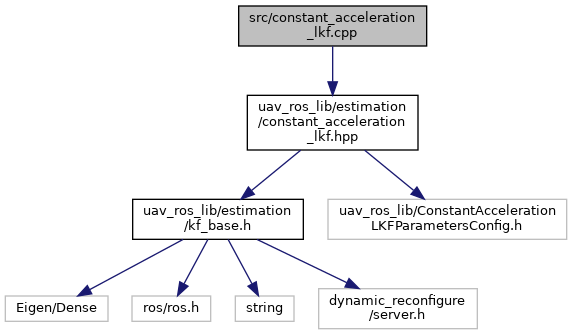 src/constant_acceleration
_lkf.cpp
uav_ros_lib/estimation
/constant_acceleration
_lkf.hpp
uav_ros_lib/estimation
/kf_base.h
uav_ros_lib/ConstantAcceleration
LKFParametersConfig.h
Eigen/Dense
ros/ros.h
string
dynamic_reconfigure
/server.h